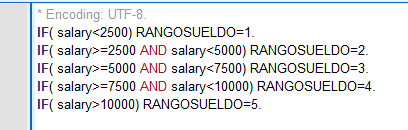 * Encoding: UTF-8.
IF( salary<2500) RANGOSUELDO=1.
IF( salary>=2500 AND salary<5000) RANGOSUELDO=2.
IF( salary>=5000 AND salary<7500) RANGOSUELDO=3.
IF( salary>=7500 AND salary<10000) RANGOSUELDO=4.
IF( salary>10000) RANGOSUELDO=5.